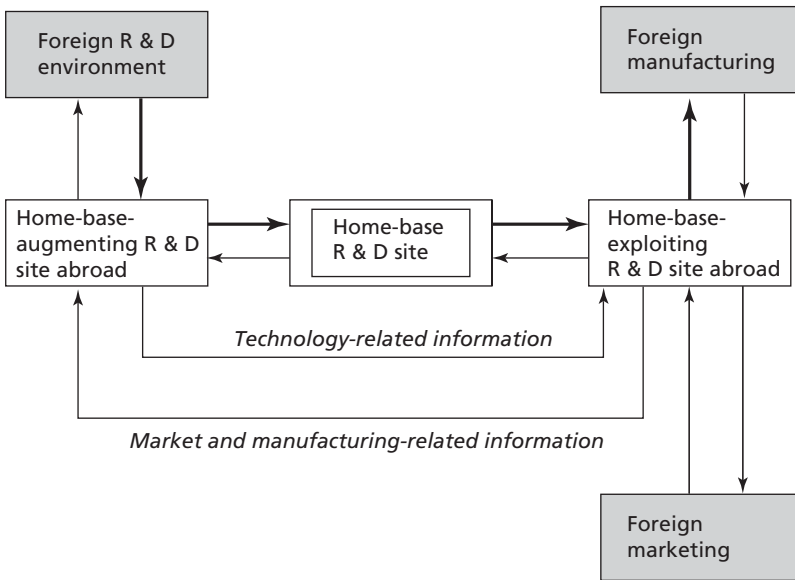 Foreign R & D
environment
Foreign
manufacturing
Home-base-
augmenting R & D
site abroad
Home-base
R & D site
Home-base-
exploiting
R & D site abroad
Technology-related information
Market and manufacturing-related information
Foreign
marketing